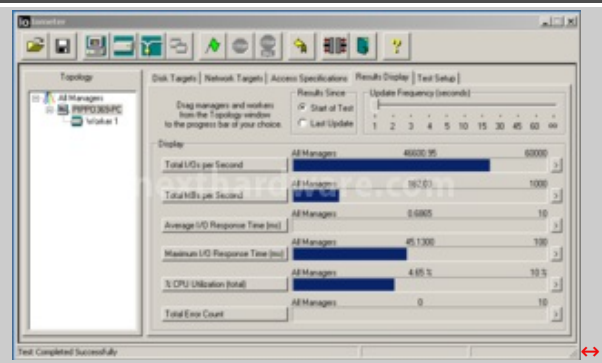 Iometer
Topology
All Managers
PIPPO369-PC
Worker 1
Disk Targets | Network Targets | Access Specifications | Results Display | Test Setup
Drag managers and workers
from the Topology window
to the progress bar of your choice.
Results Since
Start of Test
Last Update
Update Frequency (seconds)
1 2 3 4 5 10 15 30 45 60 ∞
Display
All Managers 46600.95 60000
Total I/Os per Second
All Managers 1000
Total MBs per Second
All Managers 0.6865 10
Average I/O Response Time (ms)
All Managers 45.1300 100
Maximum I/O Response Time (ms)
All Managers 4.65 % 10 %
% CPU Utilization (total)
All Managers 0 10
Total Error Count
nexthardware.com
Test Completed Successfully